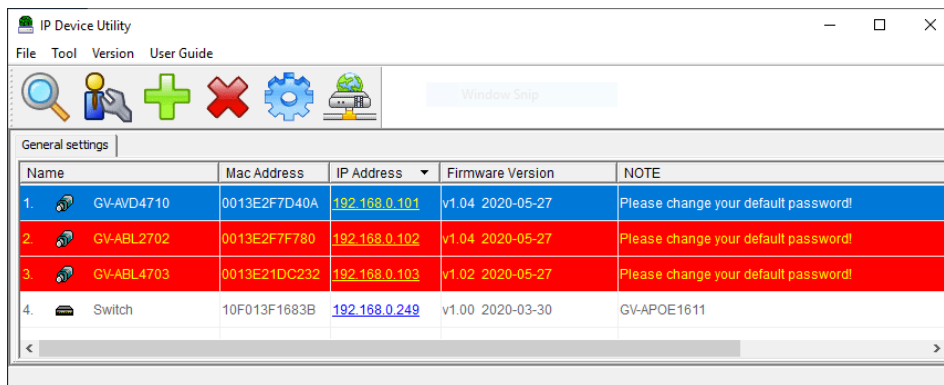 IP Device Utility
File Tool Version User Guide
Window Snip
General settings
Name Mac Address IP Address Firmware Version NOTE
1. GV-AVD4710 0013E2F7D40A 192.168.0.101 v1.04 2020-05-27 Please change your default password!
2. GV-ABL2702 0013E2F7F780 192.168.0.102 v1.04 2020-05-27 Please change your default password!
3. GV-ABL4703 0013E21DC232 192.168.0.103 v1.02 2020-05-27 Please change your default password!
4. Switch 10F013F1683B 192.168.0.249 v1.00 2020-03-30 GV-APOE1611